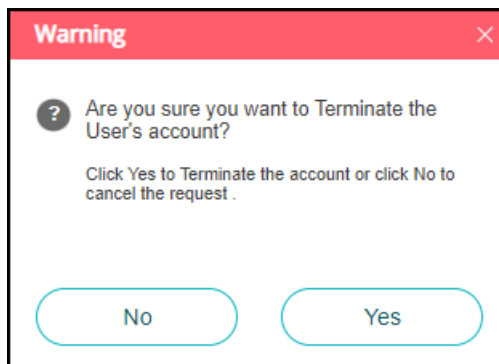 Warning
Are you sure you want to Terminate the
User's account?
Click Yes to Terminate the account or click No to
cancel the request .
No
Yes